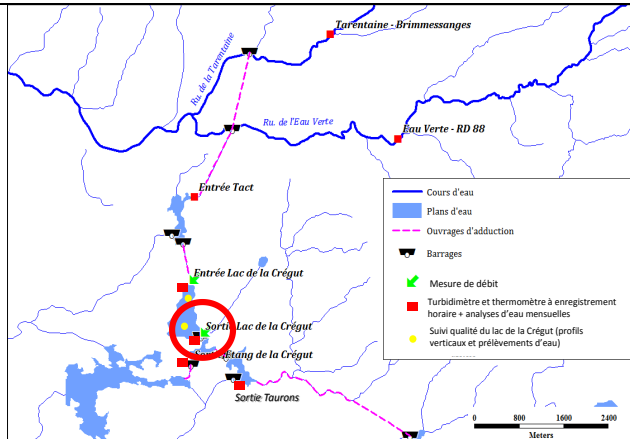 Tarentaine - Brimmessanges
Ru. de la Tarentaine
Ru. de l'Eau Verte
Eau Verte - RD 88
Entrée Tact
Entrée Lac de la Crégut
Sortie Lac de la Crégut
Sortie Etang de la Crégut
Sortie Taurons
Cours d'eau
Plans d'eau
Ouvrages d'adduction
Barrages
Mesure de débit
Turbidimètre et thermomètre à enregistrement
horaire + analyses d'eau mensuelles
Suivi qualité du lac de la Crégut (profils
verticaux et prélèvements d'eau)
0 800 1600 2400
Meters